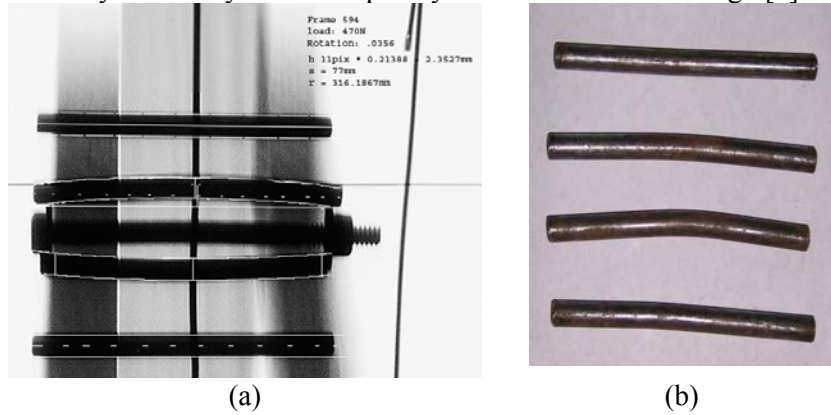 Frame 594
load: 470N
Rotation: .0356
h 11pix * 0.21388 - 2.3527mm
s = 77mm
r = 316.1867mm
(a)
(b)